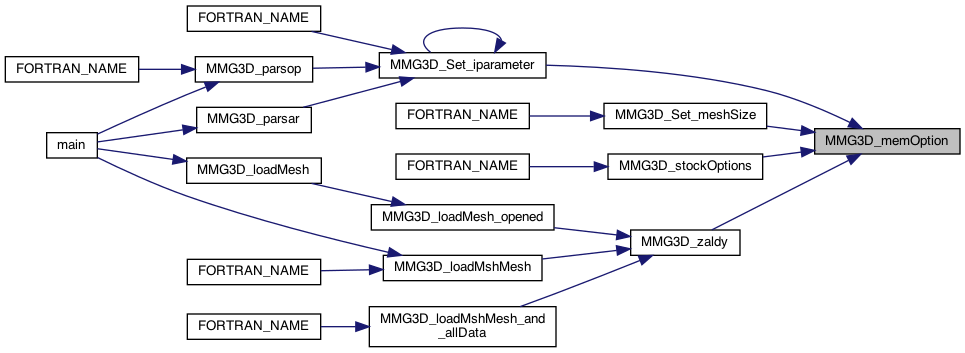 FORTRAN_NAME
MMG3D_Set_iparameter
FORTRAN_NAME
MMG3D_parsop
MMG3D_parsar
FORTRAN_NAME
MMG3D_Set_meshSize
MMG3D_memOption
main
FORTRAN_NAME
MMG3D_stockOptions
MMG3D_loadMesh
MMG3D_loadMesh_opened
MMG3D_zaldy
FORTRAN_NAME
MMG3D_loadMshMesh
FORTRAN_NAME
MMG3D_loadMshMesh_and
_allData